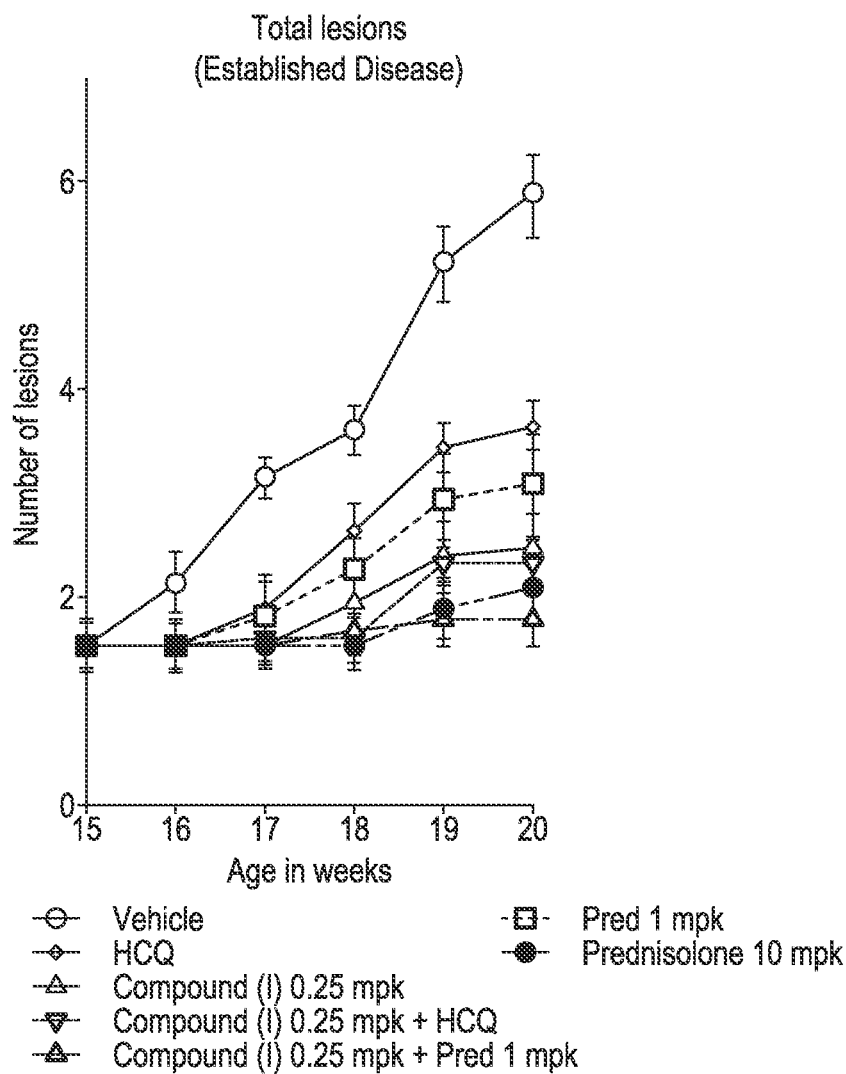 Total lesions
(Established Disease)
Number of lesions
6
4
2
0
15 16 17 18 19 20
Age in weeks
Vehicle
HCQ
Compound (I) 0.25 mpk
Compound (I) 0.25 mpk + HCQ
Compound (I) 0.25 mpk + Pred 1 mpk
Pred 1 mpk
Prednisolone 10 mpk